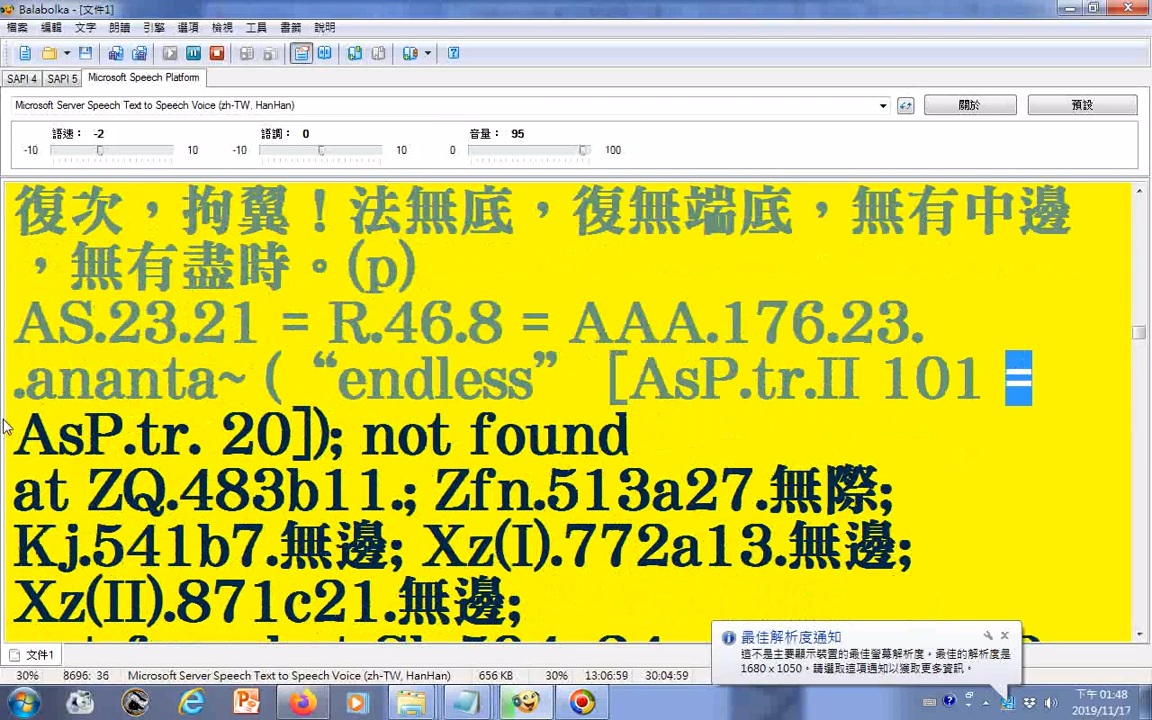 Balabolka - [文件1]
檔案 編輯 文字 朗讀 引擎 選項 檢視 工具 書籤 說明
SAPI 4 SAPI 5 Microsoft Speech Platform
Microsoft Server Speech Text to Speech Voice (zh-TW, HanHan)
關於 預設
語速： -2 語調： 0 音量： 95
-10 10 -10 10 0 100
復次，拘翼！法無底，復無端底，無有中邊
，無有盡時。(p)
AS.23.21 = R.46.8 = AAA.176.23.
.ananta~ ( “endless” [AsP.tr.II 101 =
AsP.tr. 20]); not found
at ZQ.483b11.; Zfn.513a27.無際;
Kj.541b7.無邊; Xz(I).772a13.無邊;
Xz(II).871c21.無邊;
最佳解析度通知
這不是主要顯示裝置的最佳螢幕解析度。最佳的解析度是
1680 x 1050。請選取這項通知以獲取更多資訊。
文件1
30% 8696: 36 Microsoft Server Speech Text to Speech Voice (zh-TW, HanHan) 656 KB 30% 13:06:59 30:04:59
下午 01:48
2019/11/17